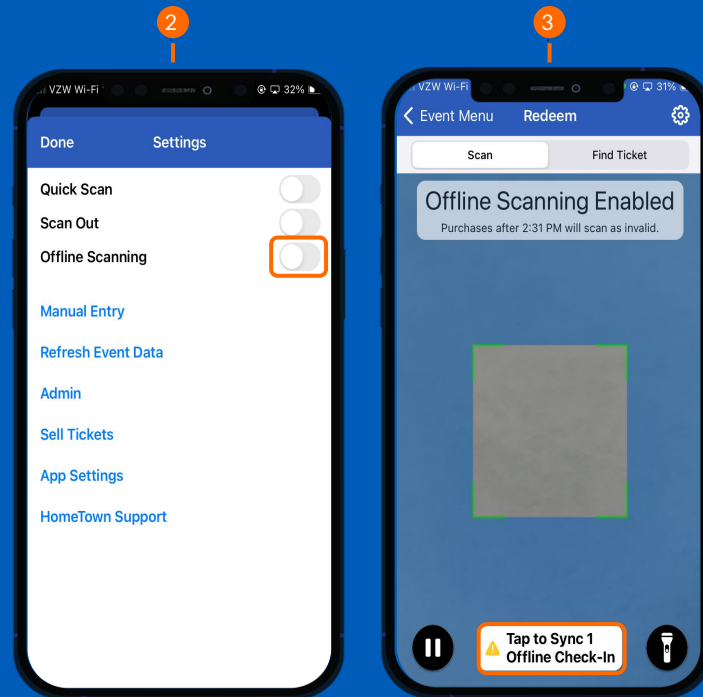 2
VZW Wi-Fi
32%
Done
Settings
Quick Scan
Scan Out
Offline Scanning
Manual Entry
Refresh Event Data
Admin
Sell Tickets
App Settings
HomeTown Support
3
VZW Wi-Fi
31%
Event Menu
Redeem
Scan
Find Ticket
Offline Scanning Enabled
Purchases after 2:31 PM will scan as invalid.
Tap to Sync 1
Offline Check-In